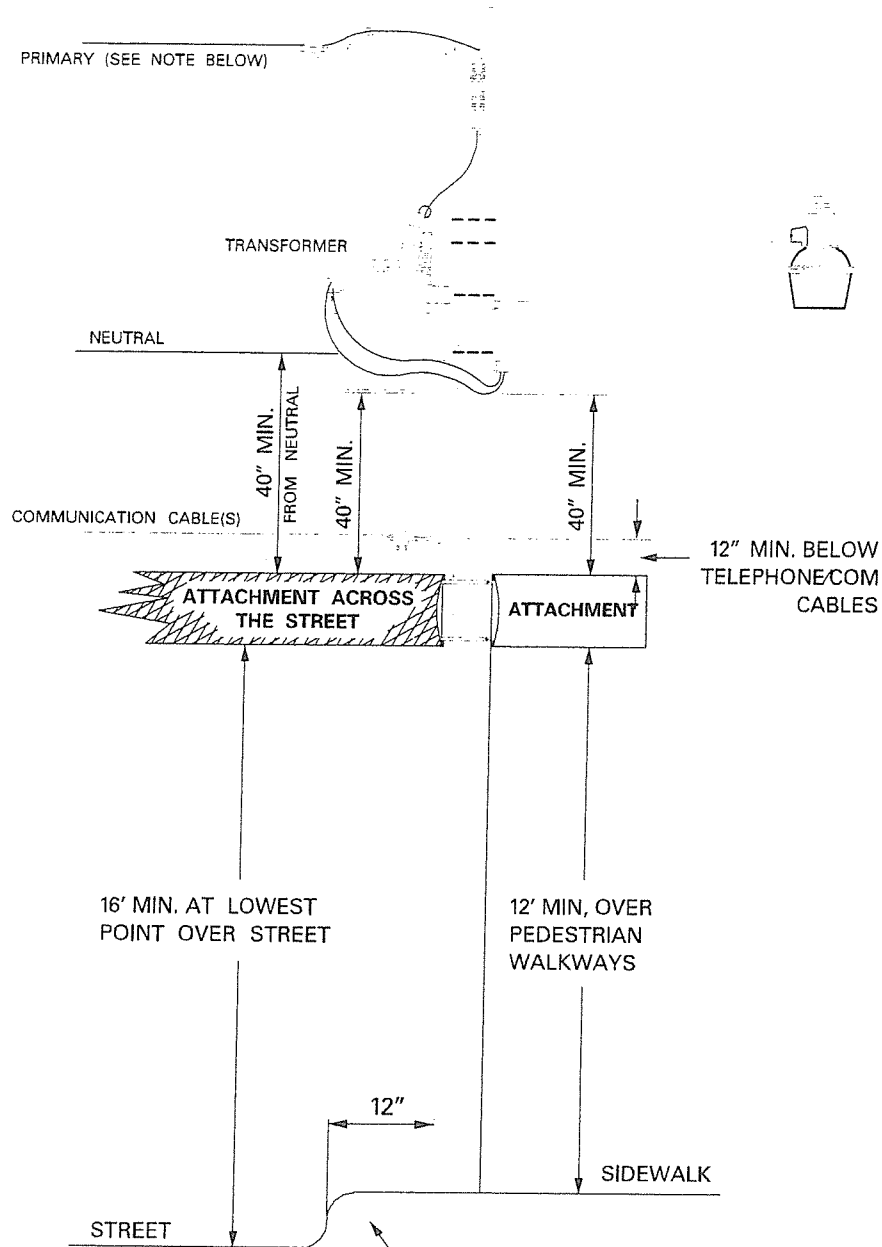 PRIMARY (SEE NOTE BELOW)
TRANSFORMER
NEUTRAL
40" MIN.
FROM NEUTRAL
40" MIN.
40" MIN.
COMMUNICATION CABLE(S)
12" MIN. BELOW
TELEPHONE/COM
CABLES
ATTACHMENT ACROSS
THE STREET
ATTACHMENT
16' MIN. AT LOWEST
POINT OVER STREET
12' MIN, OVER
PEDESTRIAN
WALKWAYS
12"
SIDEWALK
STREET